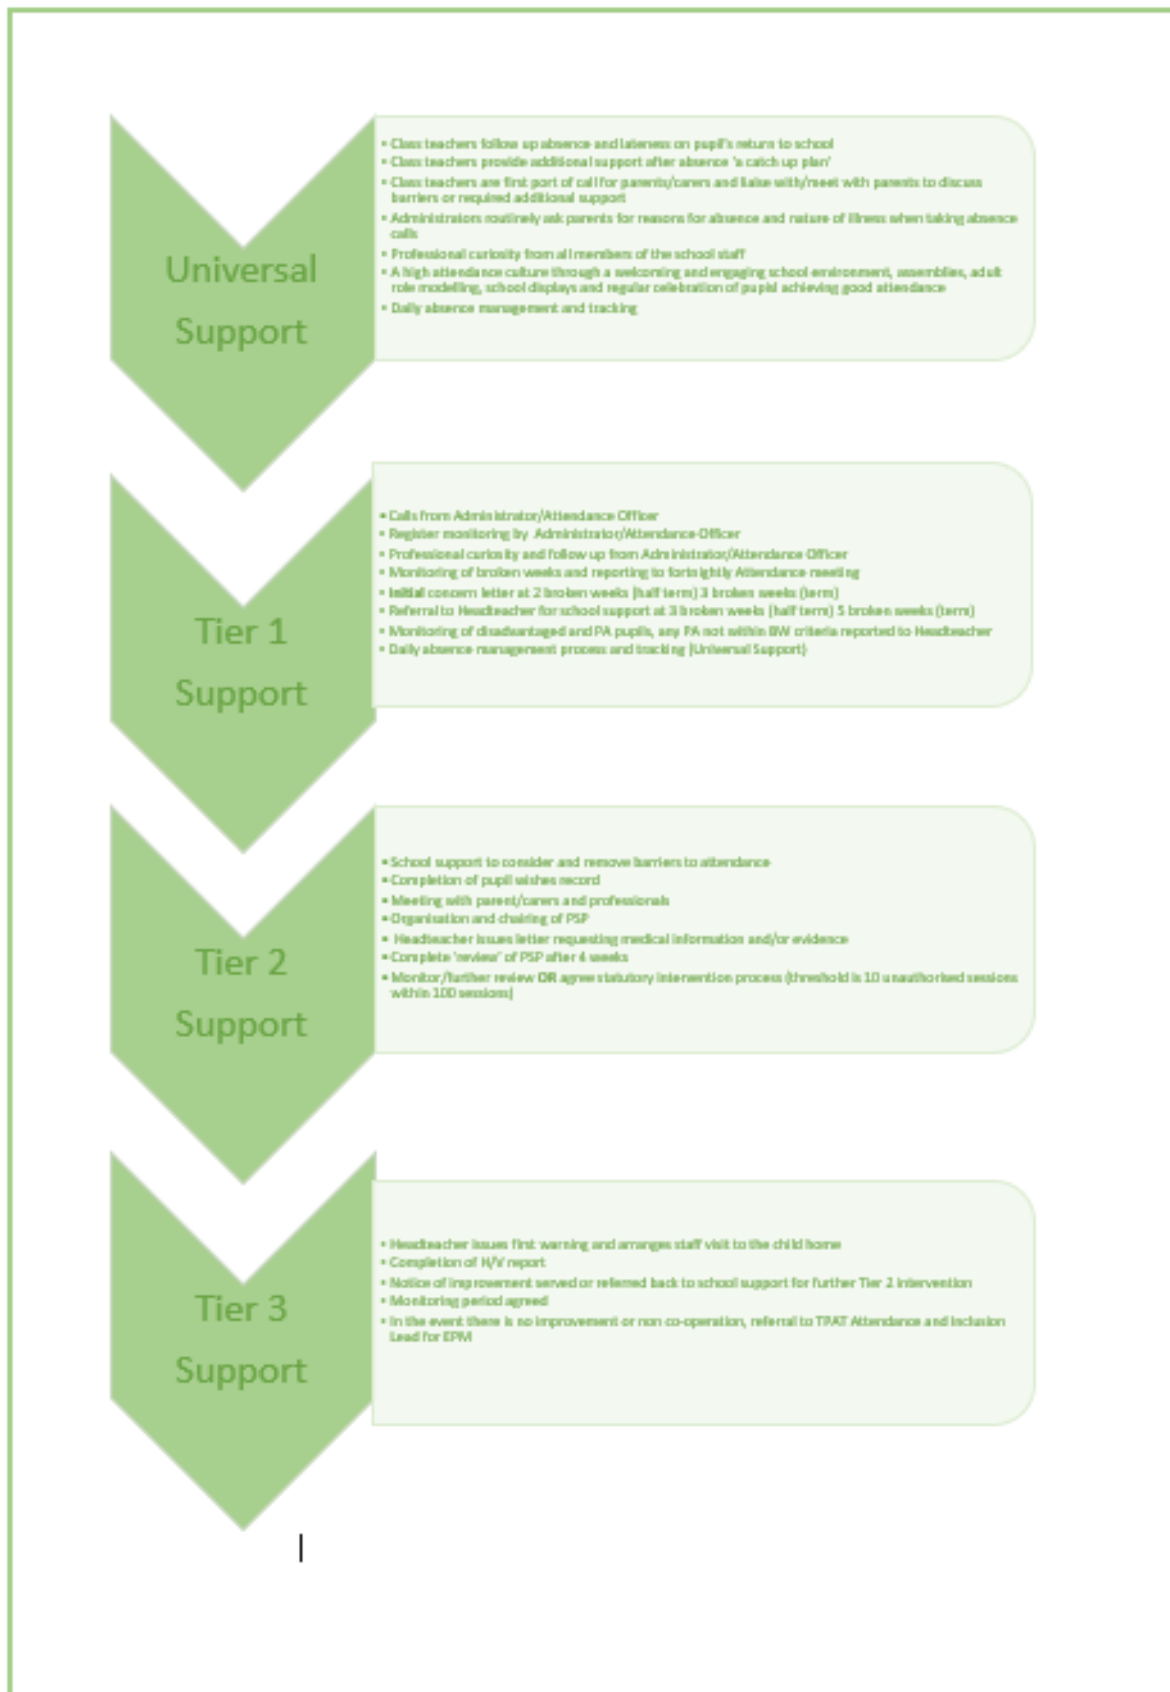 Universal
Support
▪ Class teachers follow up absence and lateness on pupil's return to school
▪ Class teachers provide additional support after absence 'a catch up plan'
▪ Class teachers are first port of call for parents/carers and liaise with/meet with parents to discuss
barriers or required additional support
▪ Administrators routinely ask parents for reasons for absence and nature of illness when taking absence
calls
▪ Professional curiosity from all members of the school staff
▪ A high attendance culture through a welcoming and engaging school environment, assemblies, adult
role modelling, school displays and regular celebration of pupisl achieving good attendance
▪ Daily absence management and tracking
Tier 1
Support
▪ Calls from Administrator/Attendance Officer
▪ Register monitoring by Administrator/Attendance Officer
▪ Professional curiosity and follow up from Administrator/Attendance Officer
▪ Monitoring of broken weeks and reporting to fortnightly Attendance meeting
▪ Initial concern letter at 2 broken weeks (half term) 3 broken weeks (term)
▪ Referral to Headteacher for school support at 3 broken weeks (half term) 5 broken weeks (term)
▪ Monitoring of disadvantaged and PA pupils, any PA not within BW criteria reported to Headteacher
▪ Daily absence management process and tracking (Universal Support)
Tier 2
Support
▪ School support to consider and remove barriers to attendance
▪ Completion of pupil wishes record
▪ Meeting with parent/carers and professionals
▪ Organisation and chairing of PSP
▪ Headteacher issues letter requesting medical information and/or evidence
▪ Complete 'review' of PSP after 4 weeks
▪ Monitor/further review OR agree statutory intervention process (threshold is 10 unauthorised sessions
within 100 sessions)
Tier 3
Support
▪ Headteacher issues first warning and arranges staff visit to the child home
▪ Completion of H/V report
▪ Notice of improvement served or referred back to school support for further Tier 2 intervention
▪ Monitoring period agreed
▪ In the event there is no improvement or non co-operation, referral to TPAT Attendance and Inclusion
Lead for EPM